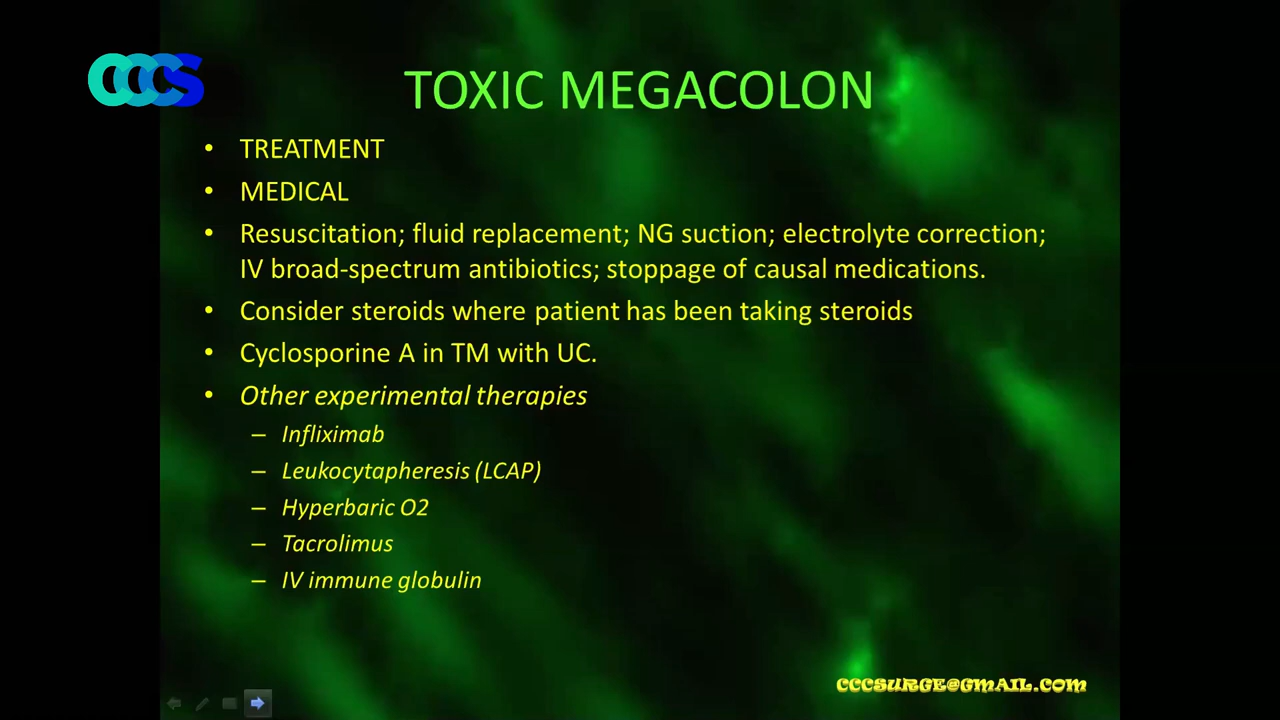 CCCS
TOXIC MEGACOLON
• TREATMENT
• MEDICAL
• Resuscitation; fluid replacement; NG suction; electrolyte correction;
IV broad-spectrum antibiotics; stoppage of causal medications.
• Consider steroids where patient has been taking steroids
• Cyclosporine A in TM with UC.
• Other experimental therapies
– Infliximab
– Leukocytapheresis (LCAP)
– Hyperbaric O2
– Tacrolimus
– IV immune globulin
CCCSURGE@GMAIL.COM